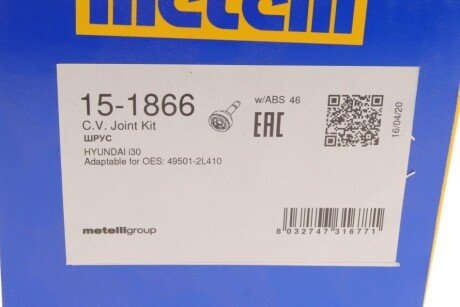 metelli
15-1866
w/ABS 46
C.V. Joint Kit
ШРУС
EAC
HYUNDAI i30
Adaptable for OES: 49501-2L410
16/04/20
metelligroup
8 032747 316771